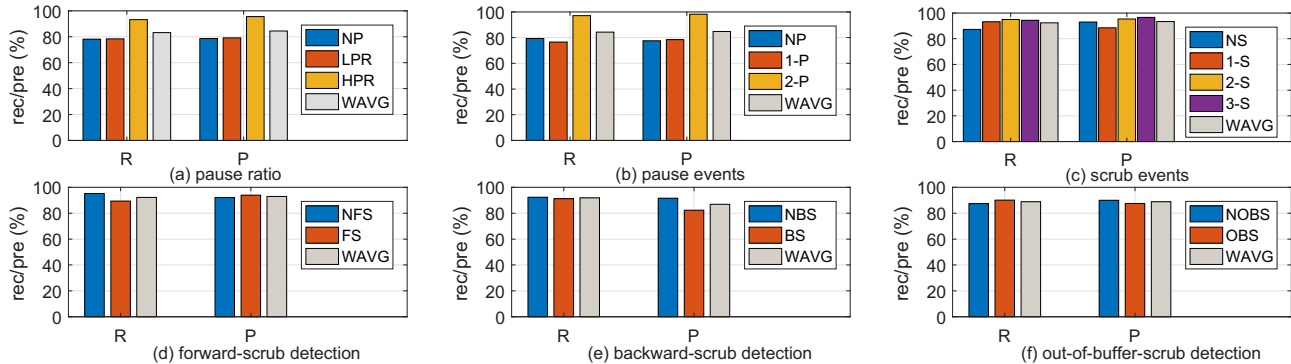 rec/pre (%)
100
80
60
40
20
0
NP
LPR
HPR
WAVG
R
P
(a) pause ratio
rec/pre (%)
100
80
60
40
20
0
NP
1-P
2-P
WAVG
R
P
(b) pause events
rec/pre (%)
100
80
60
40
20
0
NS
1-S
2-S
3-S
WAVG
R
P
(c) scrub events
rec/pre (%)
100
80
60
40
20
0
NFS
FS
WAVG
R
P
(d) forward-scrub detection
rec/pre (%)
100
80
60
40
20
0
NBS
BS
WAVG
R
P
(e) backward-scrub detection
rec/pre (%)
100
80
60
40
20
0
NOBS
OBS
WAVG
R
P
(f) out-of-buffer-scrub detection